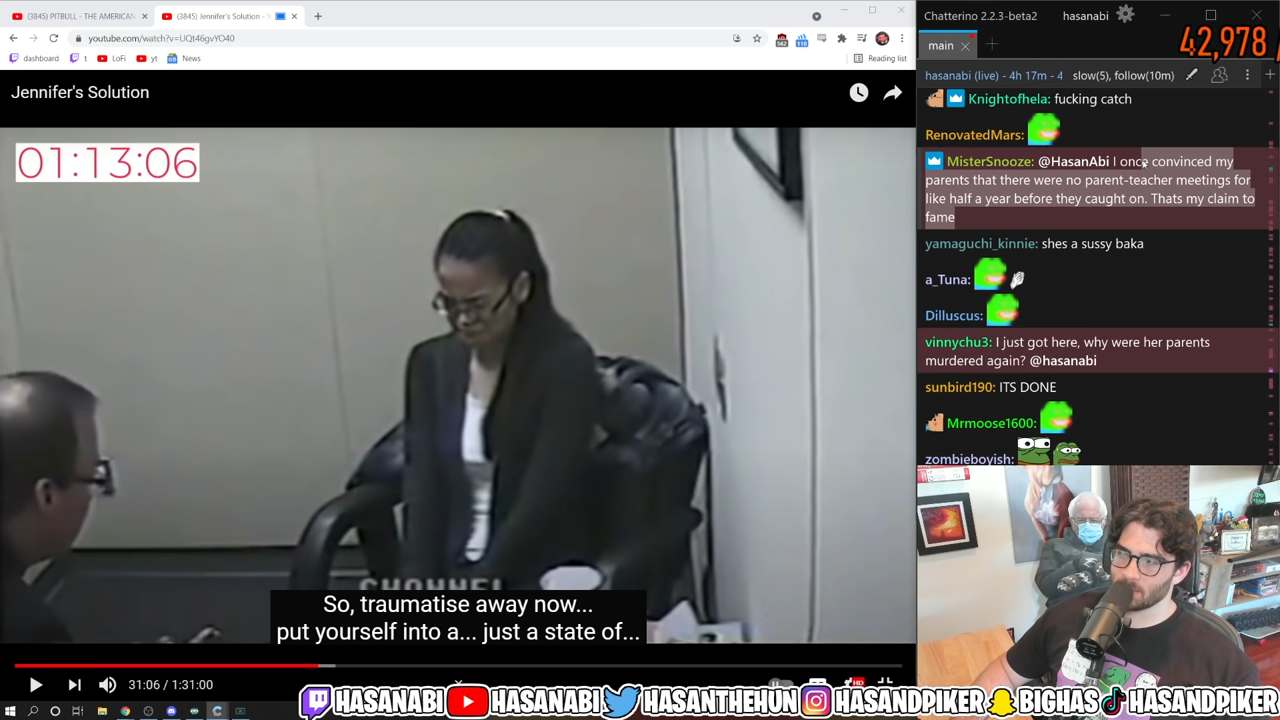 (3845) PITBULL - THE AMERICAN
(3845) Jennifer's Solution - Y
youtube.com/watch?v=UQt46gvYO40
dashboard
t
LoFi
yt
News
Reading list
Jennifer's Solution
01:13:06
CHANNEL
So, traumatise away now...
put yourself into a... just a state of...
31:06 / 1:31:00
HD
Chatterino 2.2.3-beta2
hasanabi
42,978
main
hasanabi (live) - 4h 17m - 4
slow(5), follow(10m)
Knightofhela: fucking catch
RenovatedMars:
MisterSnooze: @HasanAbi I once convinced my
parents that there were no parent-teacher meetings for
like half a year before they caught on. Thats my claim to
fame
yamaguchi_kinnie: shes a sussy baka
a_Tuna:
Dilluscus:
vinnychu3: I just got here, why were her parents
murdered again? @hasanabi
sunbird190: ITS DONE
Mrmoose1600:
zombieboyish:
HASANABI HASANABI HASANTHEHUN HASANDPIKER BIGHAS HASANDPIKER